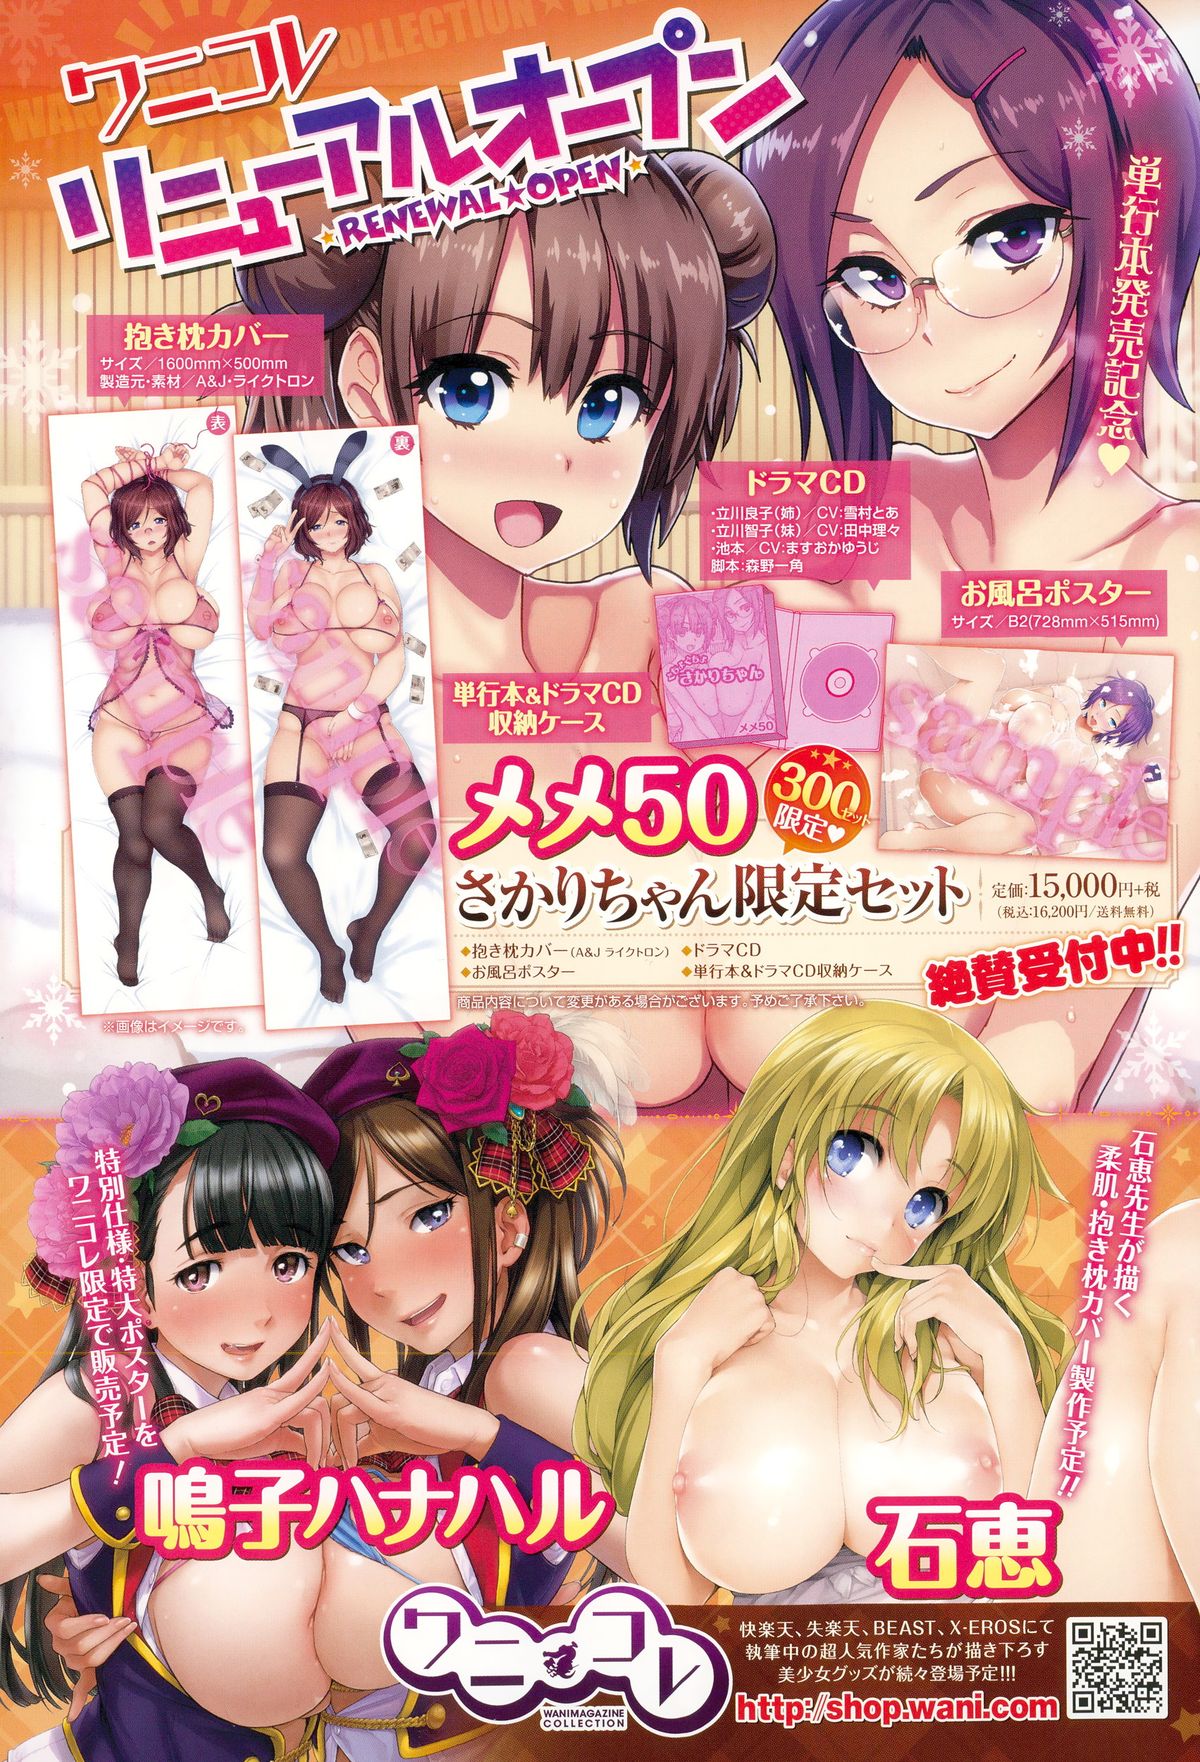 WANIMAGAZINE COLLECTION
ワニコレ
リニューアルオープン
RENEWAL★OPEN
単行本発売記念♥
抱き枕カバー
サイズ／1600mm×500mm
製造元・素材／A&J・ライクトロン
表
裏
sample
sample
※画像はイメージです。
ドラマCD
・立川良子(姉)／CV:雪村とあ
・立川智子(妹)／CV:田中理々
・池本／CV:ますおかゆうじ
脚本:森野一角
お風呂ポスター
サイズ／B2(728mm×515mm)
sample
単行本&ドラマCD
収納ケース
さかりちゃん
メメ50
メメ50
300セット
限定♥
さかりちゃん限定セット
定価:15,000円+税
(税込:16,200円/送料無料)
◆抱き枕カバー(A&J ライクトロン) ◆ドラマCD
◆お風呂ポスター ◆単行本&ドラマCD収納ケース
絶賛受付中!!
商品内容について変更がある場合がございます。予めご了承下さい。
特別仕様・特大ポスターを
ワニコレ限定で販売予定！
鳴子ハナハル
石恵先生が描く
柔肌・抱き枕カバー製作予定!!
石恵
ワニコレ
WANIMAGAZINE
COLLECTION
快楽天、失楽天、BEAST、X-EROSにて
執筆中の超人気作家たちが描き下ろす
美少女グッズが続々登場予定!!!
http://shop.wani.com